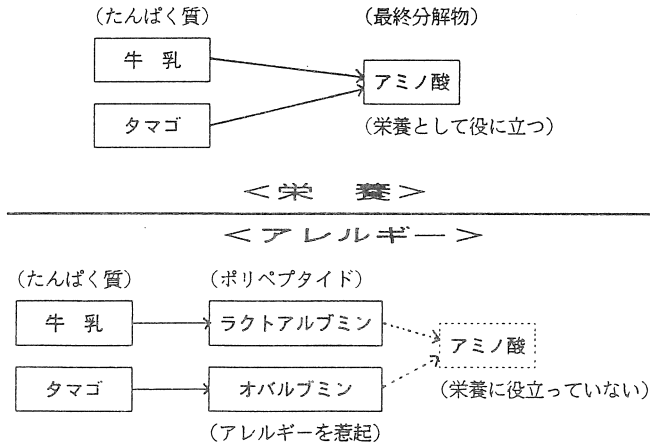 (たんぱく質) (最終分解物)
牛 乳
アミノ酸
タマゴ
(栄養として役に立つ)
＜栄 養＞
＜アレルギー＞
(たんぱく質) (ポリペプタイド)
牛 乳 ラクトアルブミン
アミノ酸
タマゴ オバルブミン
(栄養に役立っていない)
(アレルギーを惹起)